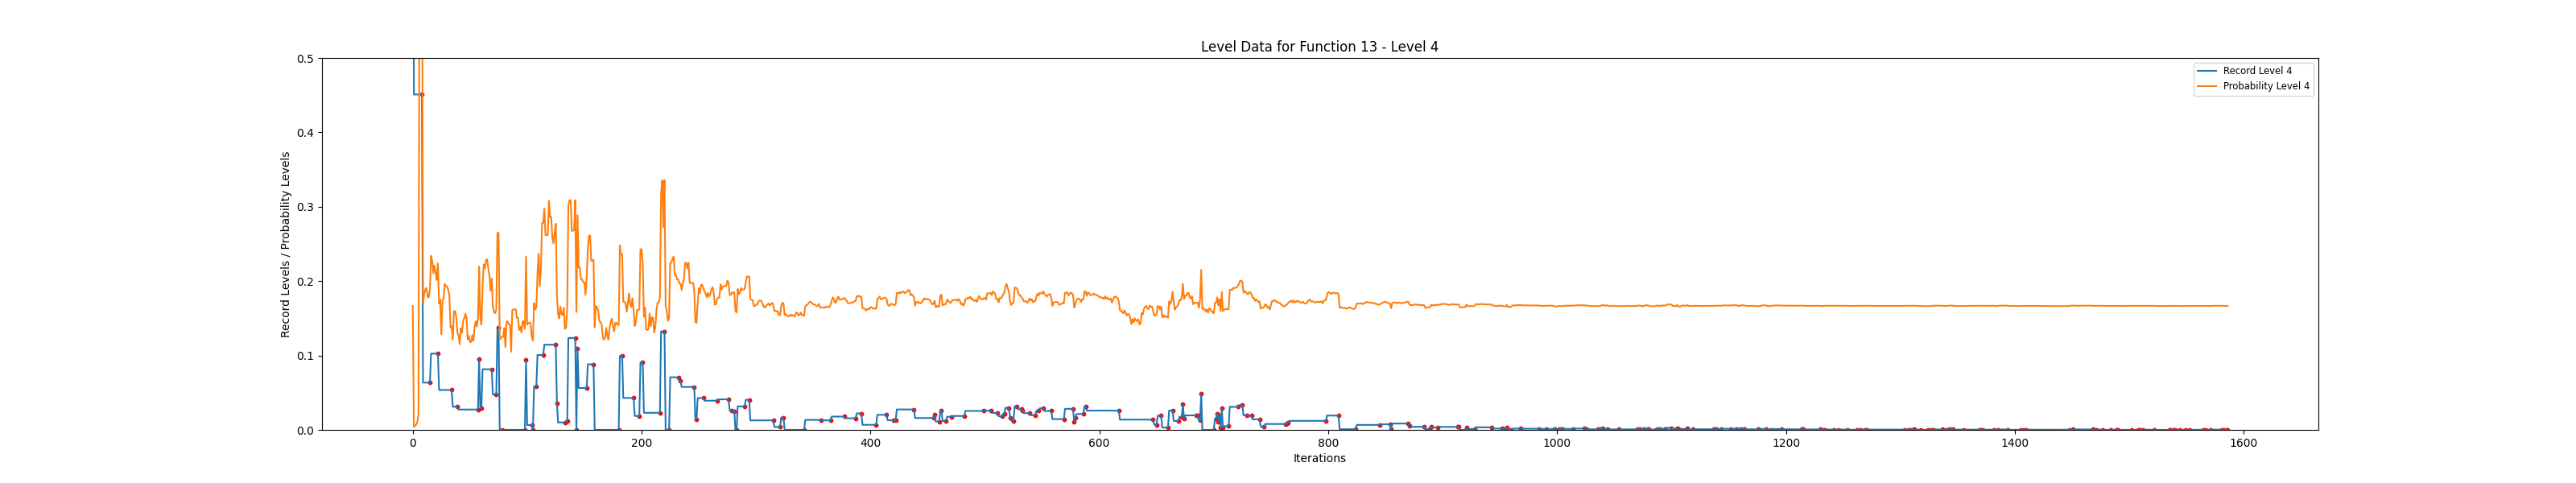 Level Data for Function 13 - Level 4
Record Levels / Probability Levels
0.5
0.4
0.3
0.2
0.1
0.0
Record Level 4
Probability Level 4
0 200 400 600 800 1000 1200 1400 1600
Iterations